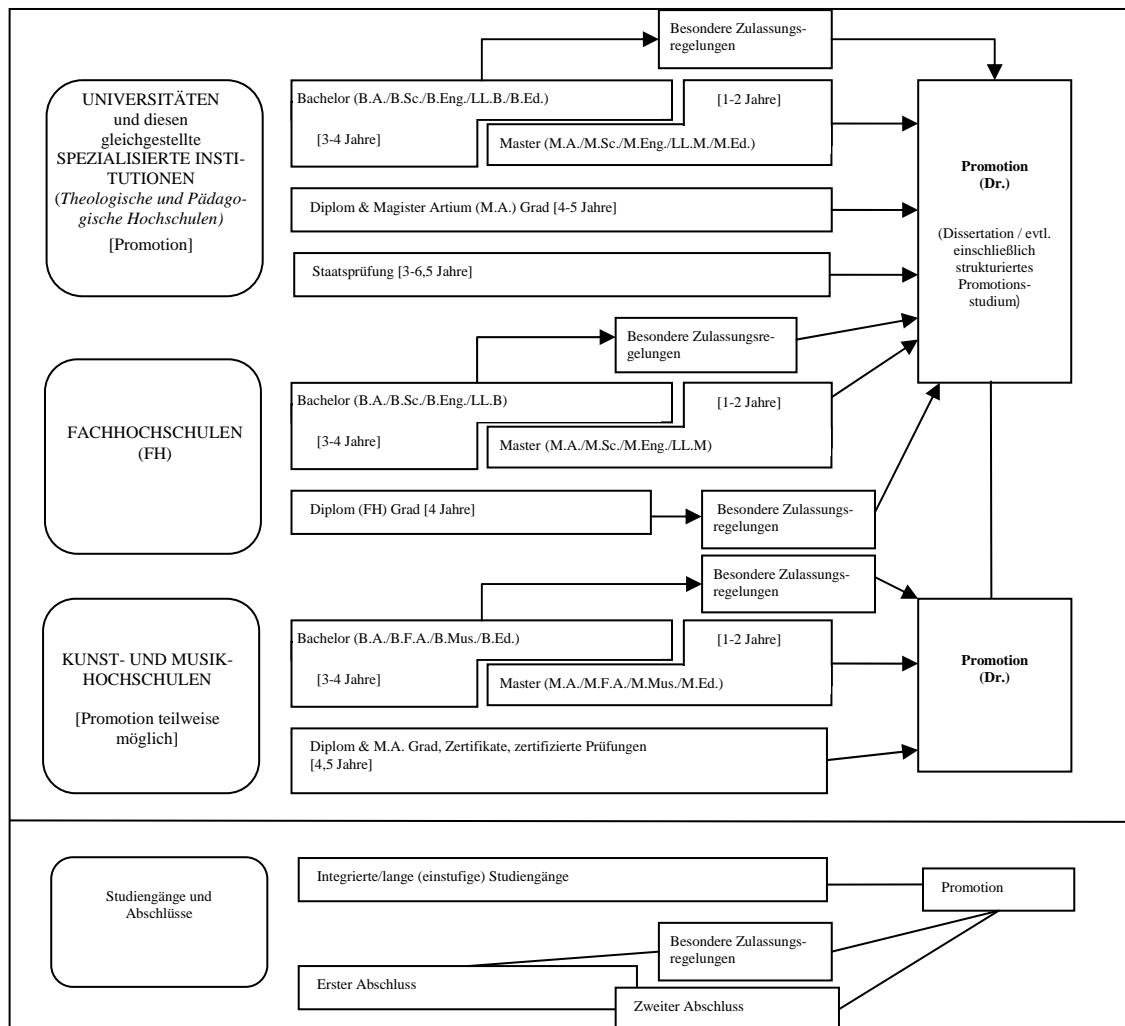 Besondere Zulassungs-
regelungen
UNIVERSITÄTEN
und diesen
gleichgestellte
SPEZIALISIERTE INSTI-
TUTIONEN
(Theologische und Pädago-
gische Hochschulen)
[Promotion]
Bachelor (B.A./B.Sc./B.Eng./LL.B./B.Ed.)
[3-4 Jahre]
[1-2 Jahre]
Master (M.A./M.Sc./M.Eng./LL.M./M.Ed.)
Diplom & Magister Artium (M.A.) Grad [4-5 Jahre]
Staatsprüfung [3-6,5 Jahre]
Promotion
(Dr.)
(Dissertation / evtl.
einschließlich
strukturiertes
Promotions-
studium)
Besondere Zulassungsre-
gelungen
FACHHOCHSCHULEN
(FH)
Bachelor (B.A./B.Sc./B.Eng./LL.B)
[3-4 Jahre]
[1-2 Jahre]
Master (M.A./M.Sc./M.Eng./LL.M)
Diplom (FH) Grad [4 Jahre]
Besondere Zulassungs-
regelungen
Besondere Zulassungs-
regelungen
KUNST- UND MUSIK-
HOCHSCHULEN
[Promotion teilweise
möglich]
Bachelor (B.A./B.F.A./B.Mus./B.Ed.)
[3-4 Jahre]
[1-2 Jahre]
Master (M.A./M.F.A./M.Mus./M.Ed.)
Diplom & M.A. Grad, Zertifikate, zertifizierte Prüfungen
[4,5 Jahre]
Promotion
(Dr.)
Studiengänge und
Abschlüsse
Integrierte/lange (einstufige) Studiengänge
Promotion
Besondere Zulassungs-
regelungen
Erster Abschluss
Zweiter Abschluss